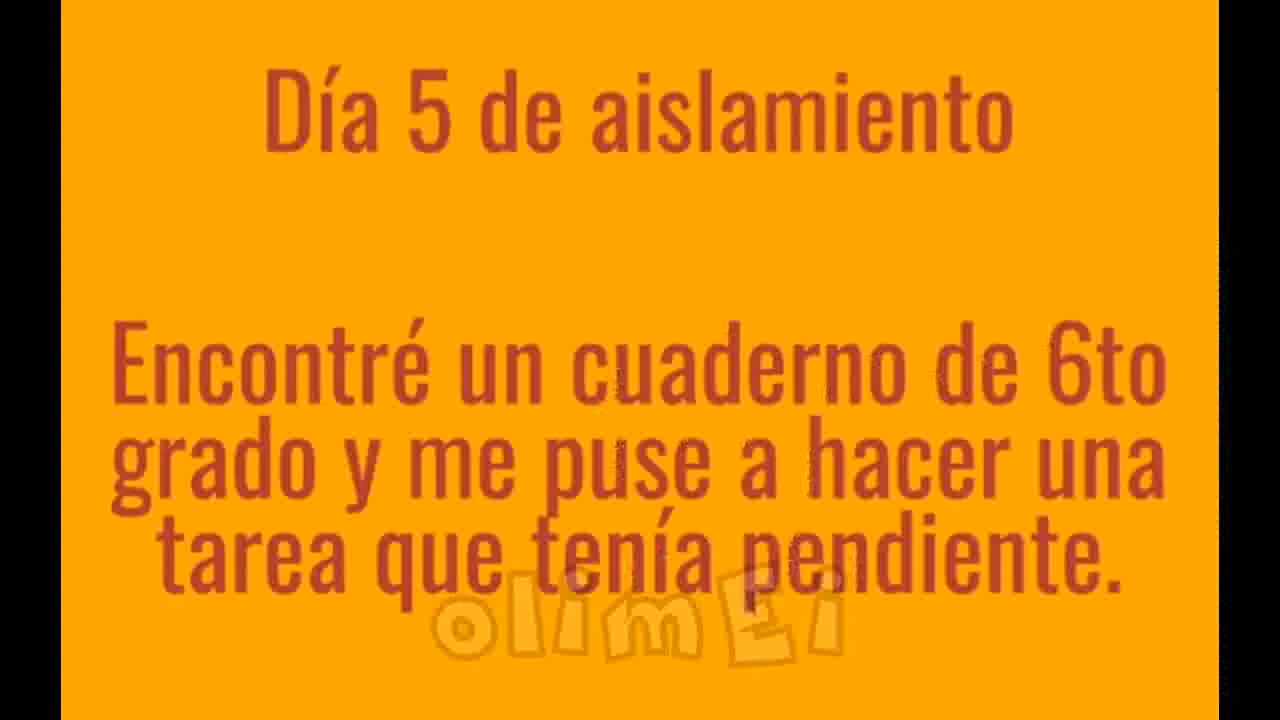 Día 5 de aislamiento
Encontré un cuaderno de 6to
grado y me puse a hacer una
tarea que tenía pendiente.
olimEi